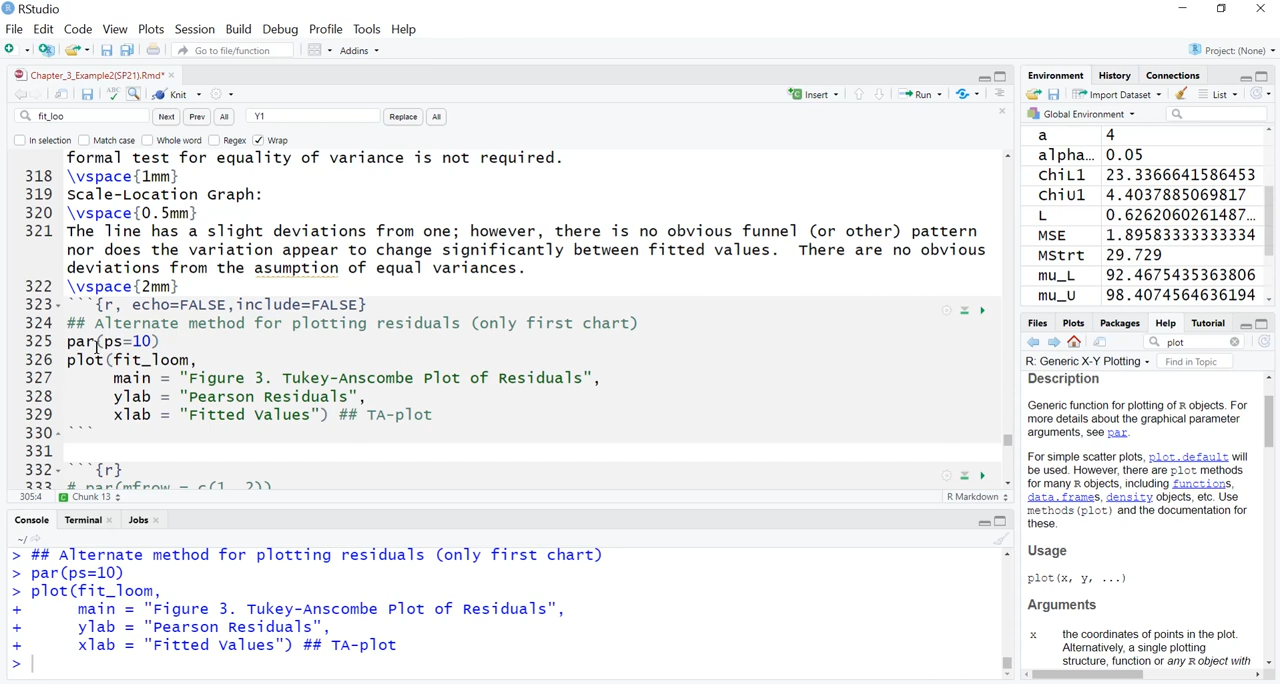 RStudio
File Edit Code View Plots Session Build Debug Profile Tools Help
Go to file/function Addins Project: (None)
Chapter_3_Example2(SP21).Rmd*
ABC Knit Insert Run
fit_loo Next Prev All Y1 Replace All
In selection Match case Whole word Regex Wrap
formal test for equality of variance is not required.
318 \vspace{1mm}
319 Scale-Location Graph:
320 \vspace{0.5mm}
321 The line has a slight deviations from one; however, there is no obvious funnel (or other) pattern
nor does the variation appear to change significantly between fitted values. There are no obvious
deviations from the asumption of equal variances.
322 \vspace{2mm}
323 ```{r, echo=FALSE,include=FALSE}
324 ## Alternate method for plotting residuals (only first chart)
325 par(ps=10)
326 plot(fit_loom,
327 main = "Figure 3. Tukey-Anscombe Plot of Residuals",
328 ylab = "Pearson Residuals",
329 xlab = "Fitted Values") ## TA-plot
330 ```
331
332 ```{r}
333 # par(mfrow = c(1, 2))
305:4 Chunk 13 R Markdown
Console Terminal Jobs
~/
> ## Alternate method for plotting residuals (only first chart)
> par(ps=10)
> plot(fit_loom,
+ main = "Figure 3. Tukey-Anscombe Plot of Residuals",
+ ylab = "Pearson Residuals",
+ xlab = "Fitted Values") ## TA-plot
>
Environment History Connections
Import Dataset List
Global Environment
a 4
alpha… 0.05
ChiL1 23.3366641586453
ChiU1 4.4037885069817
L 0.6262060261487…
MSE 1.89583333333334
MStrt 29.729
mu_L 92.4675435363806
mu_U 98.4074564636194
Files Plots Packages Help Tutorial
plot
R: Generic X-Y Plotting Find in Topic
Description
Generic function for plotting of R objects. For
more details about the graphical parameter
arguments, see par.
For simple scatter plots, plot.default will
be used. However, there are plot methods
for many R objects, including functions,
data.frames, density objects, etc. Use
methods(plot) and the documentation for
these.
Usage
plot(x, y, ...)
Arguments
x the coordinates of points in the plot.
Alternatively, a single plotting
structure, function or any R object with